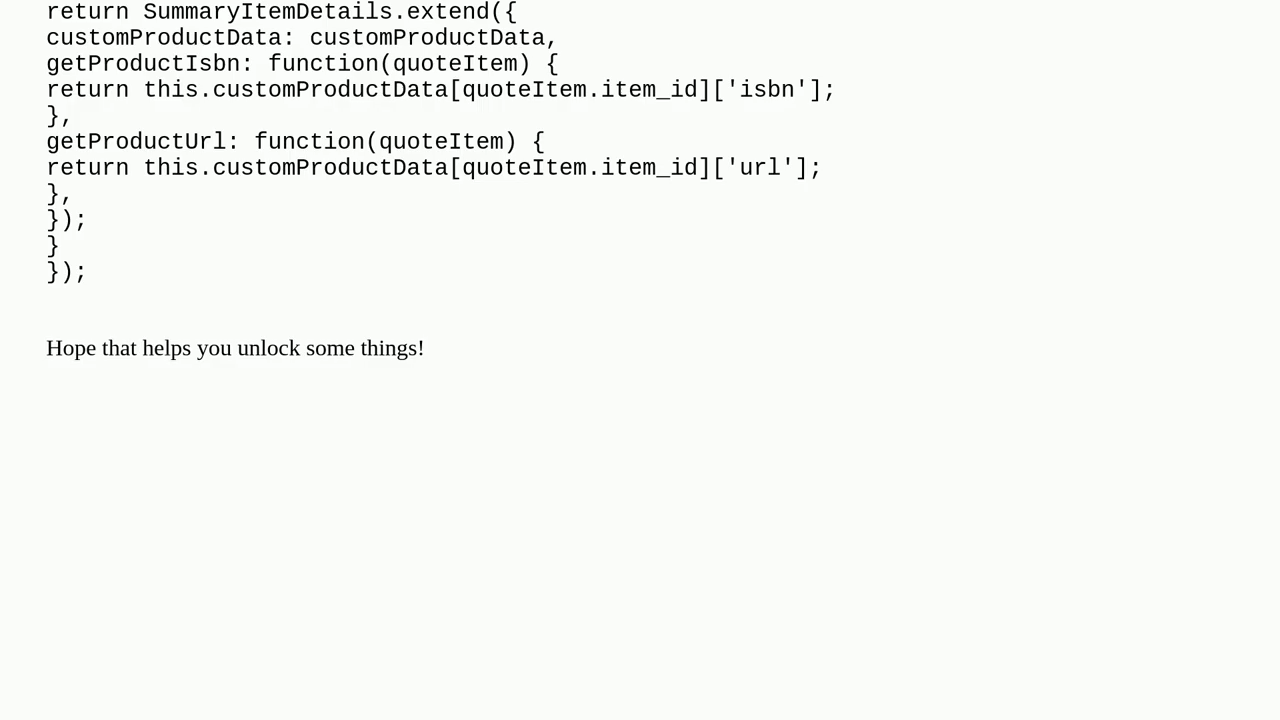 return SummaryItemDetails.extend({
customProductData: customProductData,
getProductIsbn: function(quoteItem) {
return this.customProductData[quoteItem.item_id]['isbn'];
},
getProductUrl: function(quoteItem) {
return this.customProductData[quoteItem.item_id]['url'];
},
});
}
});
Hope that helps you unlock some things!